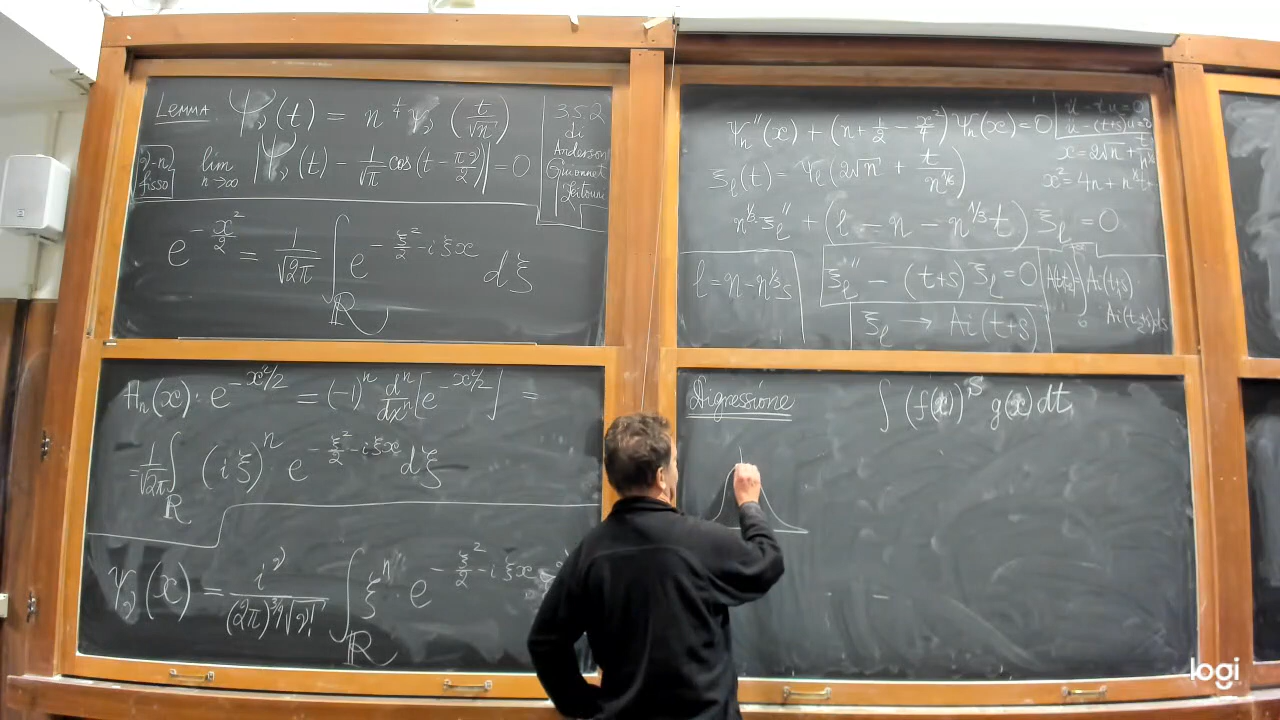 LEMMA Ψ_ν(t) = n^{1/4} ψ_ν (t/√n)
ν-n fisso lim_{n→∞} |Ψ_ν(t) - 1/√π cos(t - πν/2)| = 0
3.5.2
di
Anderson
Guionnet
Zeitouni
e^{-x²/2} = 1/√(2π) ∫_ℝ e^{-ξ²/2 - iξx} dξ
H_n(x)· e^{-x²/2} = (-1)^n d^n/dx^n [e^{-x²/2}] =
= 1/√(2π) ∫_ℝ (iξ)^n e^{-ξ²/2 - iξx} dξ
ψ_ν(x) = i^ν/((2π)^{3/4}√ν!) ∫_ℝ ξ^n · e^{-ξ²/2 - iξx
ψ_n''(x) + (n + 1/2 - x²/4) ψ_n(x) = 0
u - (t+s)u = 0
x = 2√n + t/n^{1/6}
ξ_l(t) = ψ_l(2√n + t/n^{1/6})
n^{1/3} ξ_l'' + (l - n - n^{1/3}t) ξ_l = 0
l = n - n^{1/3}s
ξ_l'' - (t+s) ξ_l = 0
ξ_l → Ai(t+s)
Ai(t+s)
Digressione
∫ (f(x))^s g(x) dt,
logi